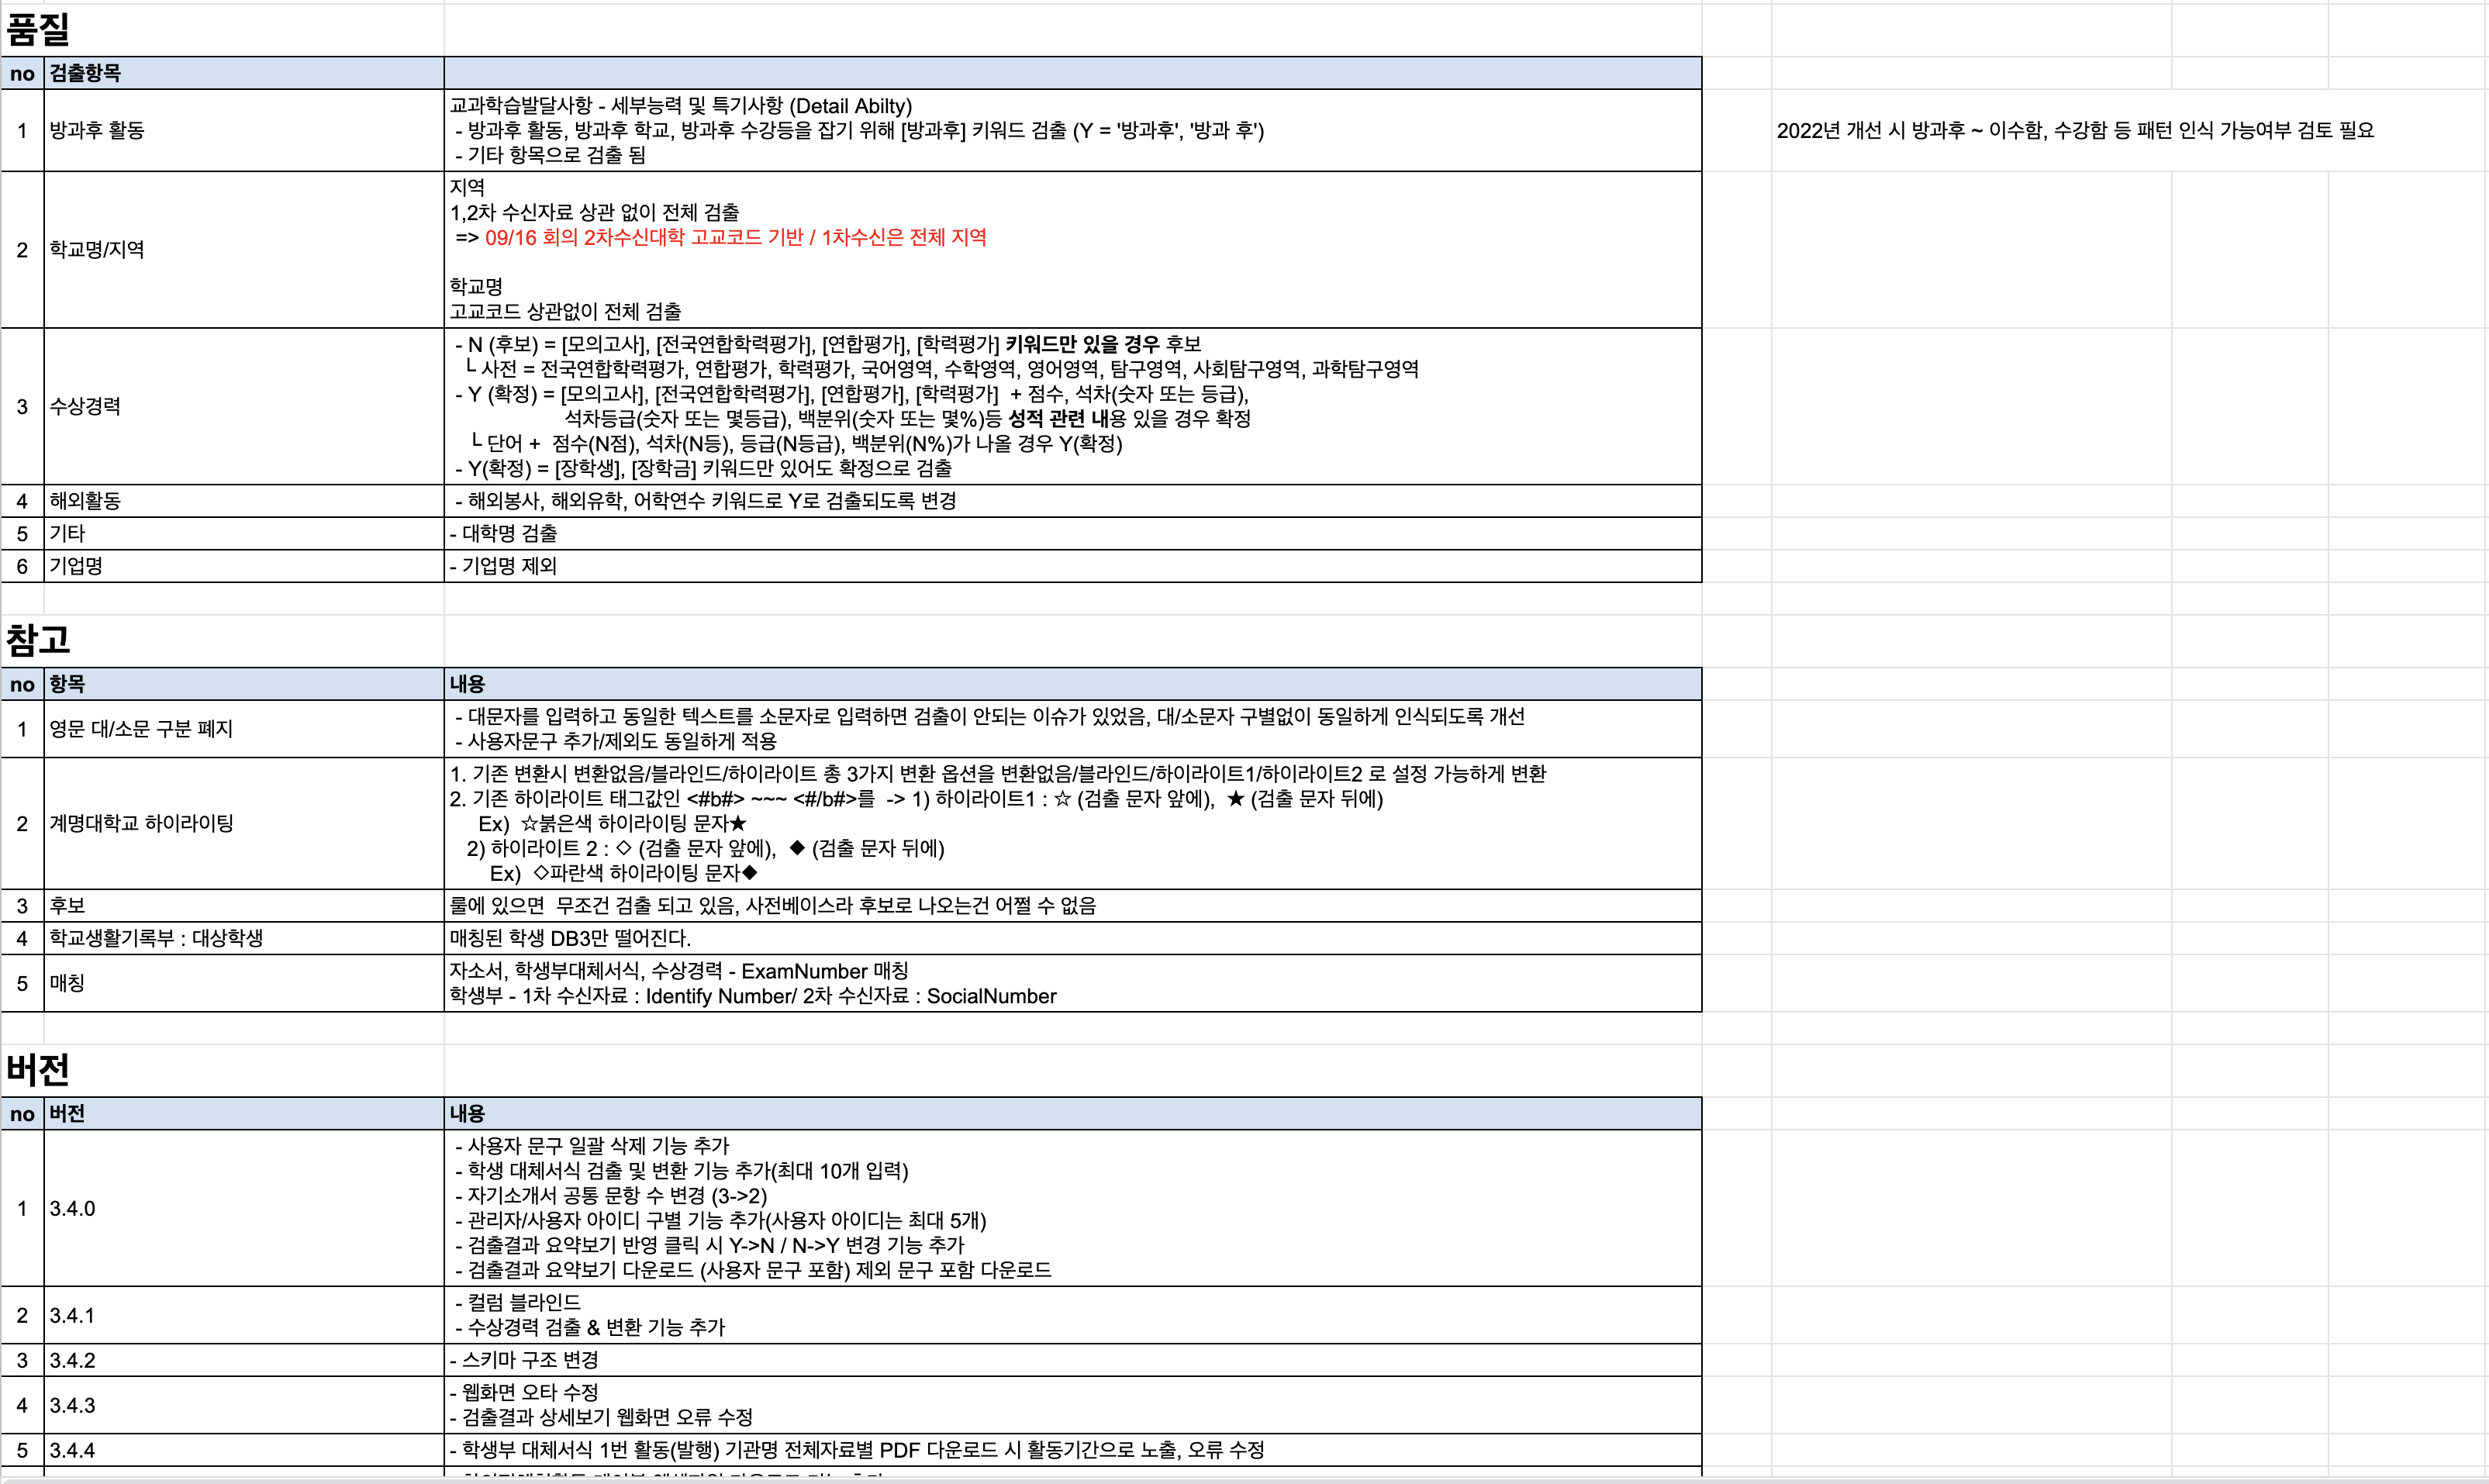 품질
no 검출항목
1 방과후 활동
교과학습발달사항 - 세부능력 및 특기사항 (Detail Abilty)
- 방과후 활동, 방과후 학교, 방과후 수강등을 잡기 위해 [방과후] 키워드 검출 (Y = '방과후', '방과 후')
- 기타 항목으로 검출 됨
2022년 개선 시 방과후 ~ 이수함, 수강함 등 패턴 인식 가능여부 검토 필요
2 학교명/지역
지역
1,2차 수신자료 상관 없이 전체 검출
=> 09/16 회의 2차수신대학 고교코드 기반 / 1차수신은 전체 지역
학교명
고교코드 상관없이 전체 검출
3 수상경력
- N (후보) = [모의고사], [전국연합학력평가], [연합평가], [학력평가] 키워드만 있을 경우 후보
└ 사전 = 전국연합학력평가, 연합평가, 학력평가, 국어영역, 수학영역, 영어영역, 탐구영역, 사회탐구영역, 과학탐구영역
- Y (확정) = [모의고사], [전국연합학력평가], [연합평가], [학력평가] + 점수, 석차(숫자 또는 등급),
석차등급(숫자 또는 몇등급), 백분위(숫자 또는 몇%)등 성적 관련 내용 있을 경우 확정
└ 단어 + 점수(N점), 석차(N등), 등급(N등급), 백분위(N%)가 나올 경우 Y(확정)
- Y(확정) = [장학생], [장학금] 키워드만 있어도 확정으로 검출
4 해외활동 - 해외봉사, 해외유학, 어학연수 키워드로 Y로 검출되도록 변경
5 기타 - 대학명 검출
6 기업명 - 기업명 제외
참고
no 항목 내용
1 영문 대/소문 구분 폐지
- 대문자를 입력하고 동일한 텍스트를 소문자로 입력하면 검출이 안되는 이슈가 있었음, 대/소문자 구별없이 동일하게 인식되도록 개선
- 사용자문구 추가/제외도 동일하게 적용
2 계명대학교 하이라이팅
1. 기존 변환시 변환없음/블라인드/하이라이트 총 3가지 변환 옵션을 변환없음/블라인드/하이라이트1/하이라이트2 로 설정 가능하게 변환
2. 기존 하이라이트 태그값인 <#b#> ~~~ <#/b#>를 -> 1) 하이라이트1 : ☆ (검출 문자 앞에), ★ (검출 문자 뒤에)
Ex) ☆붉은색 하이라이팅 문자★
2) 하이라이트 2 : ◇ (검출 문자 앞에), ◆ (검출 문자 뒤에)
Ex) ◇파란색 하이라이팅 문자◆
3 후보 룰에 있으면 무조건 검출 되고 있음, 사전베이스라 후보로 나오는건 어쩔 수 없음
4 학교생활기록부 : 대상학생 매칭된 학생 DB3만 떨어진다.
5 매칭
자소서, 학생부대체서식, 수상경력 - ExamNumber 매칭
학생부 - 1차 수신자료 : Identify Number/ 2차 수신자료 : SocialNumber
버전
no 버전 내용
1 3.4.0
- 사용자 문구 일괄 삭제 기능 추가
- 학생 대체서식 검출 및 변환 기능 추가(최대 10개 입력)
- 자기소개서 공통 문항 수 변경 (3->2)
- 관리자/사용자 아이디 구별 기능 추가(사용자 아이디는 최대 5개)
- 검출결과 요약보기 반영 클릭 시 Y->N / N->Y 변경 기능 추가
- 검출결과 요약보기 다운로드 (사용자 문구 포함) 제외 문구 포함 다운로드
2 3.4.1
- 컬럼 블라인드
- 수상경력 검출 & 변환 기능 추가
3 3.4.2 - 스키마 구조 변경
4 3.4.3
- 웹화면 오타 수정
- 검출결과 상세보기 웹화면 오류 수정
5 3.4.4 - 학생부 대체서식 1번 활동(발행) 기관명 전체자료별 PDF 다운로드 시 활동기간으로 노출, 오류 수정